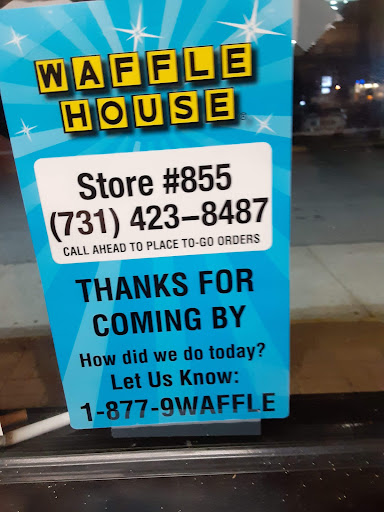 WAFFLE
HOUSE
Store #855
(731) 423-8487
CALL AHEAD TO PLACE TO-GO ORDERS
THANKS FOR
COMING BY
How did we do today?
Let Us Know:
1-877-9WAFFLE